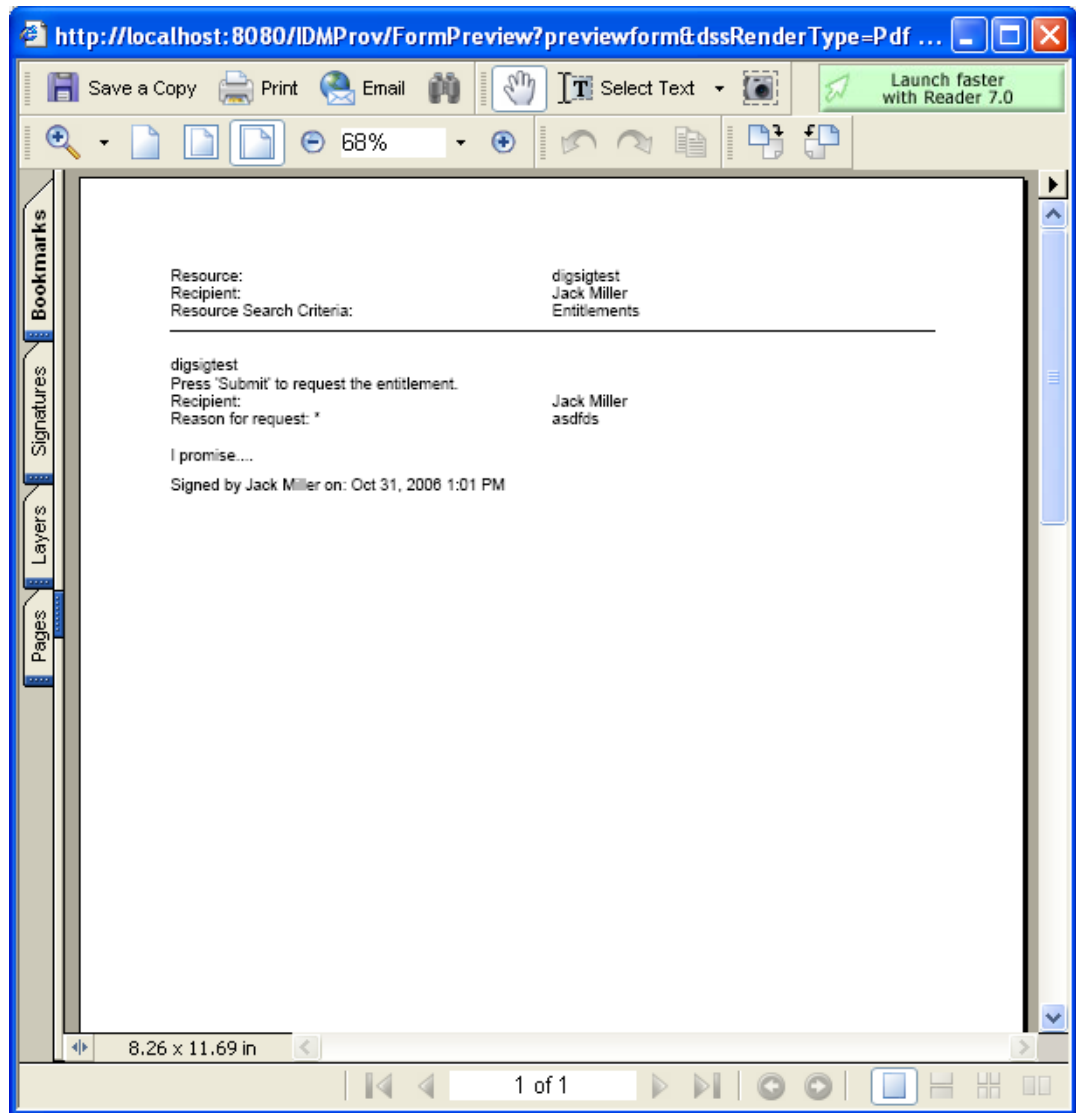 http://localhost:8080/IDMProv/FormPreview?previewform&dssRenderType=Pdf ...
Save a Copy Print Email Select Text Launch faster
with Reader 7.0
68%
Bookmarks
Signatures
Layers
Pages
Resource: digsigtest
Recipient: Jack Miller
Resource Search Criteria: Entitlements
digsigtest
Press 'Submit' to request the entitlement.
Recipient: Jack Miller
Reason for request: * asdfds
I promise....
Signed by Jack Miller on: Oct 31, 2006 1:01 PM
8.26 x 11.69 in
1 of 1